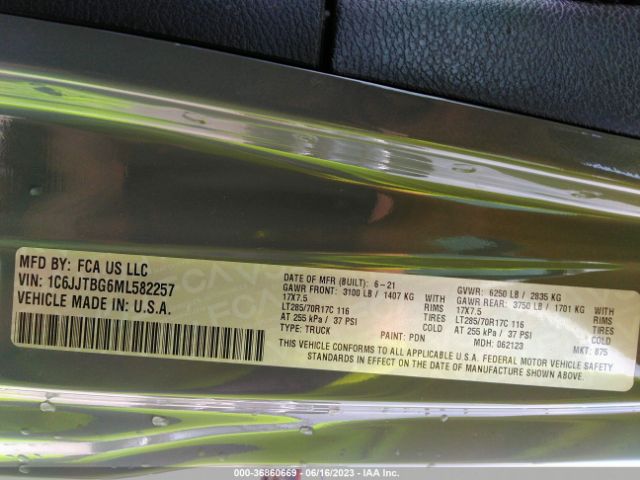 MFD BY: FCA US LLC
VIN: 1C6JJTBG6ML582257
VEHICLE MADE IN U.S.A.
DATE OF MFR (BUILT): 6-21
GAWR FRONT: 3100 LB / 1407 KG WITH
17X7.5 RIMS
LT285/70R17C 116 TIRES
AT 255 kPa / 37 PSI COLD
TYPE: TRUCK PAINT: PDN
GVWR: 6250 LB / 2835 KG
GAWR REAR: 3750 LB / 1701 KG WITH
17X7.5 RIMS
LT285/70R17C 116 TIRES
AT 255 kPa / 37 PSI COLD
MDH: 062123 MKT: 875
THIS VEHICLE CONFORMS TO ALL APPLICABLE U.S.A. FEDERAL MOTOR VEHICLE SAFETY
STANDARDS IN EFFECT ON THE DATE OF MANUFACTURE SHOWN ABOVE.
000-36860669 - 06/16/2023 - IAA Inc.